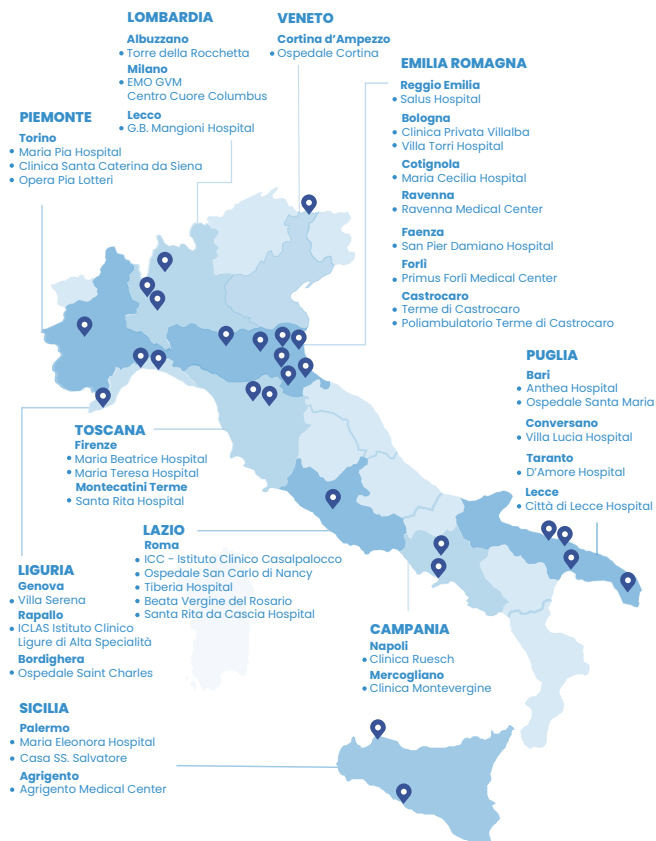 LOMBARDIA
Albuzzano
• Torre della Rocchetta
Milano
• EMO GVM
Centro Cuore Columbus
Lecco
• G.B. Mangioni Hospital
VENETO
Cortina d'Ampezzo
• Ospedale Cortina
EMILIA ROMAGNA
Reggio Emilia
• Salus Hospital
Bologna
• Clinica Privata Villalba
• Villa Torri Hospital
Cotignola
• Maria Cecilia Hospital
Ravenna
• Ravenna Medical Center
Faenza
• San Pier Damiano Hospital
Forlì
• Primus Forlì Medical Center
Castrocaro
• Terme di Castrocaro
• Poliambulatorio Terme di Castrocaro
PIEMONTE
Torino
• Maria Pia Hospital
• Clinica Santa Caterina da Siena
• Opera Pia Lotteri
PUGLIA
Bari
• Anthea Hospital
• Ospedale Santa Maria
Conversano
• Villa Lucia Hospital
Taranto
• D'Amore Hospital
Lecce
• Città di Lecce Hospital
TOSCANA
Firenze
• Maria Beatrice Hospital
• Maria Teresa Hospital
Montecatini Terme
• Santa Rita Hospital
LAZIO
Roma
• ICC - Istituto Clinico Casalpalocco
• Ospedale San Carlo di Nancy
• Tiberia Hospital
• Beata Vergine del Rosario
• Santa Rita da Cascia Hospital
LIGURIA
Genova
• Villa Serena
Rapallo
• ICLAS Istituto Clinico
Ligure di Alta Specialità
Bordighera
• Ospedale Saint Charles
CAMPANIA
Napoli
• Clinica Ruesch
Mercogliano
• Clinica Montevergine
SICILIA
Palermo
• Maria Eleonora Hospital
• Casa SS. Salvatore
Agrigento
• Agrigento Medical Center